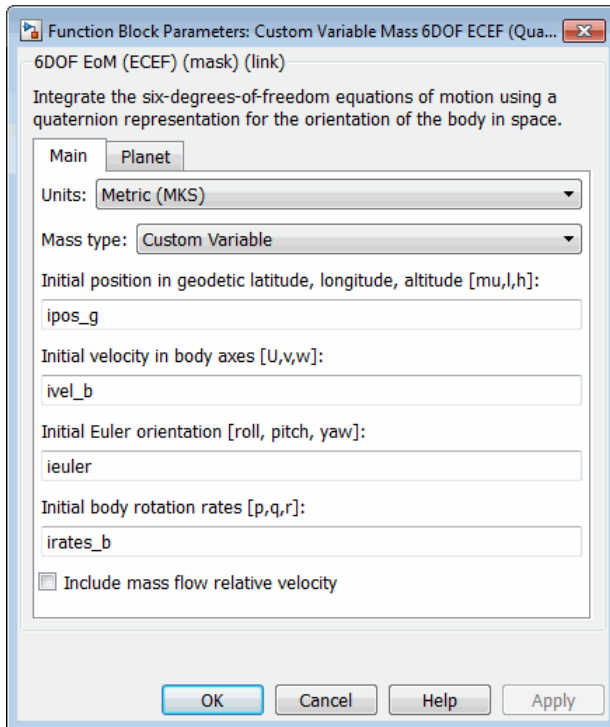 Function Block Parameters: Custom Variable Mass 6DOF ECEF (Qua...
6DOF EoM (ECEF) (mask) (link)
Integrate the six-degrees-of-freedom equations of motion using a
quaternion representation for the orientation of the body in space.
Main Planet
Units: Metric (MKS)
Mass type: Custom Variable
Initial position in geodetic latitude, longitude, altitude [mu,l,h]:
ipos_g
Initial velocity in body axes [U,v,w]:
ivel_b
Initial Euler orientation [roll, pitch, yaw]:
ieuler
Initial body rotation rates [p,q,r]:
irates_b
Include mass flow relative velocity
OK Cancel Help Apply